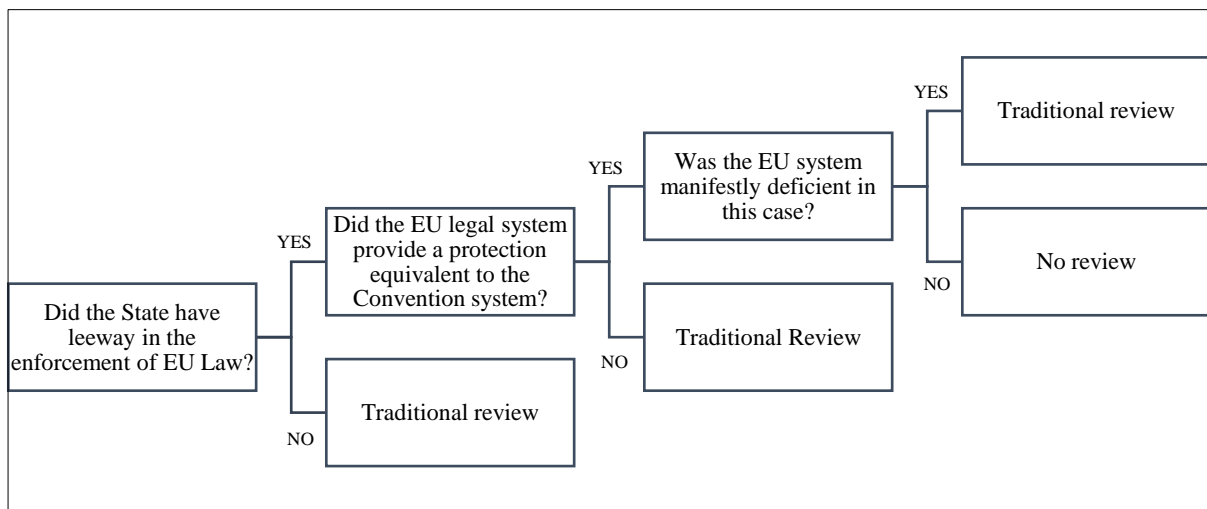 Did the State have
leeway in the
enforcement of EU Law?
YES
Did the EU legal system
provide a protection
equivalent to the
Convention system?
NO
Traditional review
YES
Was the EU system
manifestly deficient in
this case?
NO
Traditional Review
YES
Traditional review
NO
No review